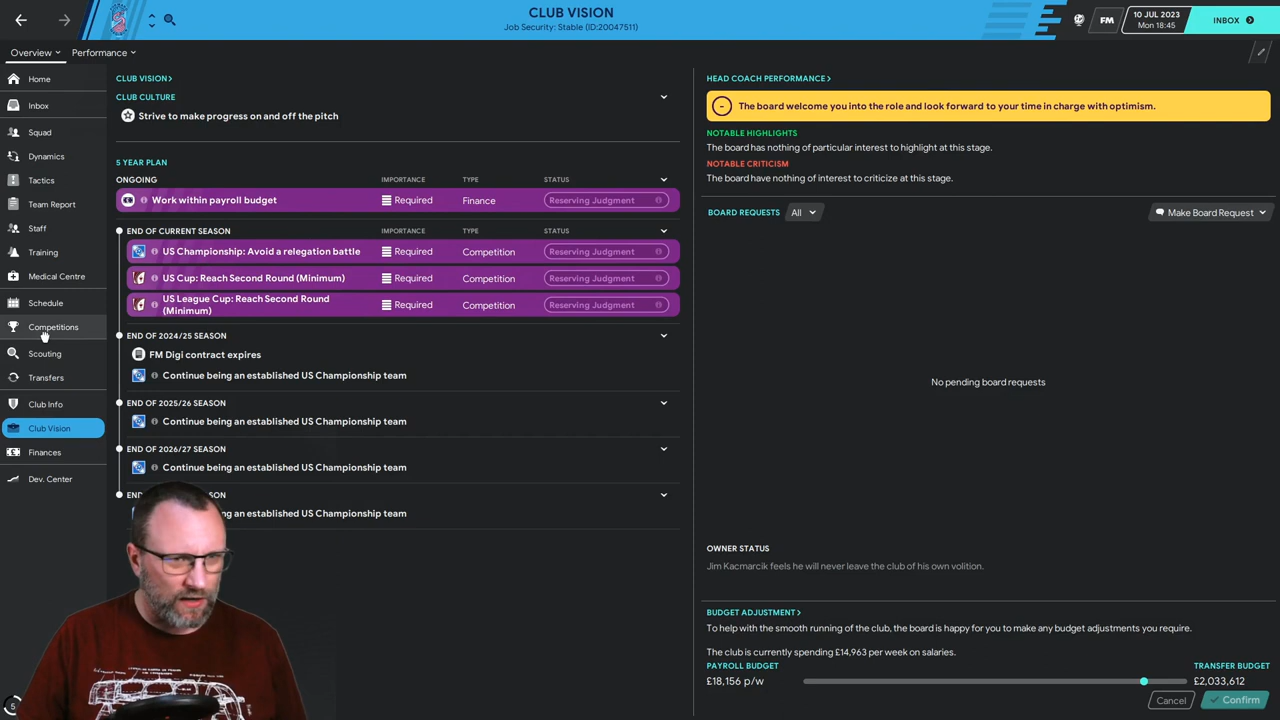 CLUB VISION
Job Security: Stable (ID:20047511)
FM
10 JUL 2023
Mon 18:45
INBOX
Overview
Performance
Home
Inbox
Squad
Dynamics
Tactics
Team Report
Staff
Training
Medical Centre
Schedule
Competitions
Scouting
Transfers
Club Info
Club Vision
Finances
Dev. Center
5
CLUB VISION>
CLUB CULTURE
Strive to make progress on and off the pitch
5 YEAR PLAN
ONGOING IMPORTANCE TYPE STATUS
Work within payroll budget Required Finance Reserving Judgment
END OF CURRENT SEASON IMPORTANCE TYPE STATUS
US Championship: Avoid a relegation battle Required Competition Reserving Judgment
US Cup: Reach Second Round (Minimum) Required Competition Reserving Judgment
US League Cup: Reach Second Round
(Minimum) Required Competition Reserving Judgment
END OF 2024/25 SEASON
FM Digi contract expires
Continue being an established US Championship team
END OF 2025/26 SEASON
Continue being an established US Championship team
END OF 2026/27 SEASON
Continue being an established US Championship team
SEASON
being an established US Championship team
HEAD COACH PERFORMANCE>
The board welcome you into the role and look forward to your time in charge with optimism.
NOTABLE HIGHLIGHTS
The board has nothing of particular interest to highlight at this stage.
NOTABLE CRITICISM
The board have nothing of interest to criticize at this stage.
BOARD REQUESTS All Make Board Request
No pending board requests
OWNER STATUS
Jim Kacmarcik feels he will never leave the club of his own volition.
BUDGET ADJUSTMENT>
To help with the smooth running of the club, the board is happy for you to make any budget adjustments you require.
The club is currently spending £14,963 per week on salaries.
PAYROLL BUDGET TRANSFER BUDGET
£18,156 p/w £2,033,612
Cancel Confirm